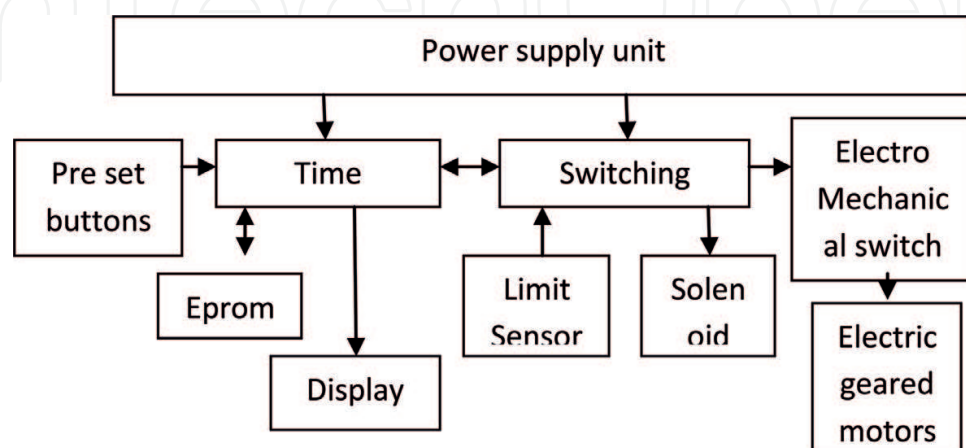 Power supply unit
Pre set
buttons
Time
Switching
Electro
Mechanic
al switch
Eprom
Limit
Sensor
Solen
oid
Display
Electric
geared
motors